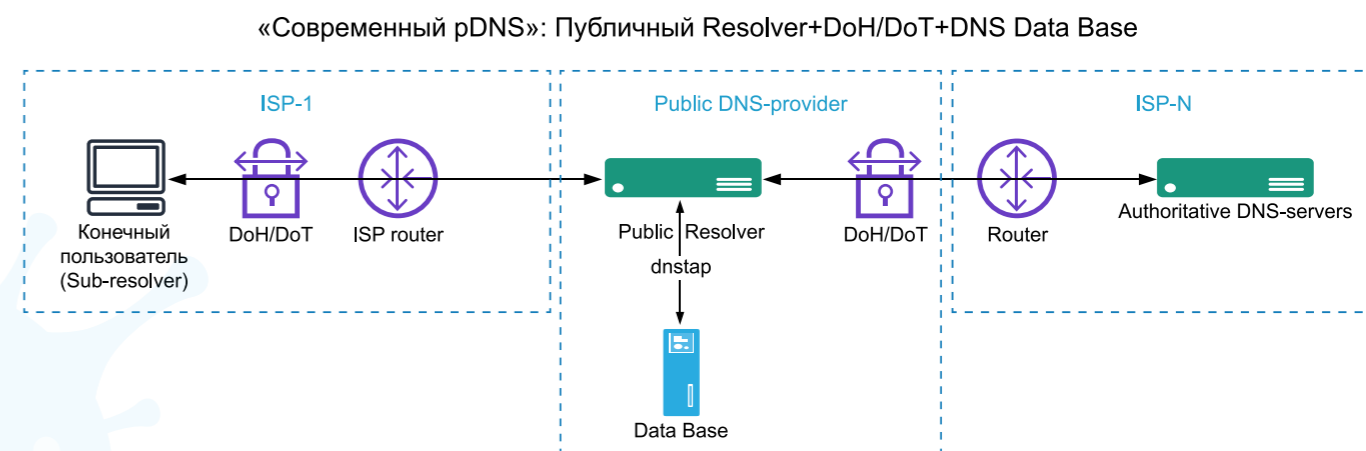 «Современный pDNS»: Публичный Resolver+DoH/DoT+DNS Data Base
ISP-1
Public DNS-provider
ISP-N
Конечный
пользователь
(Sub-resolver)
DoH/DoT
ISP router
Public Resolver
dnstap
Data Base
DoH/DoT
Router
Authoritative DNS-servers